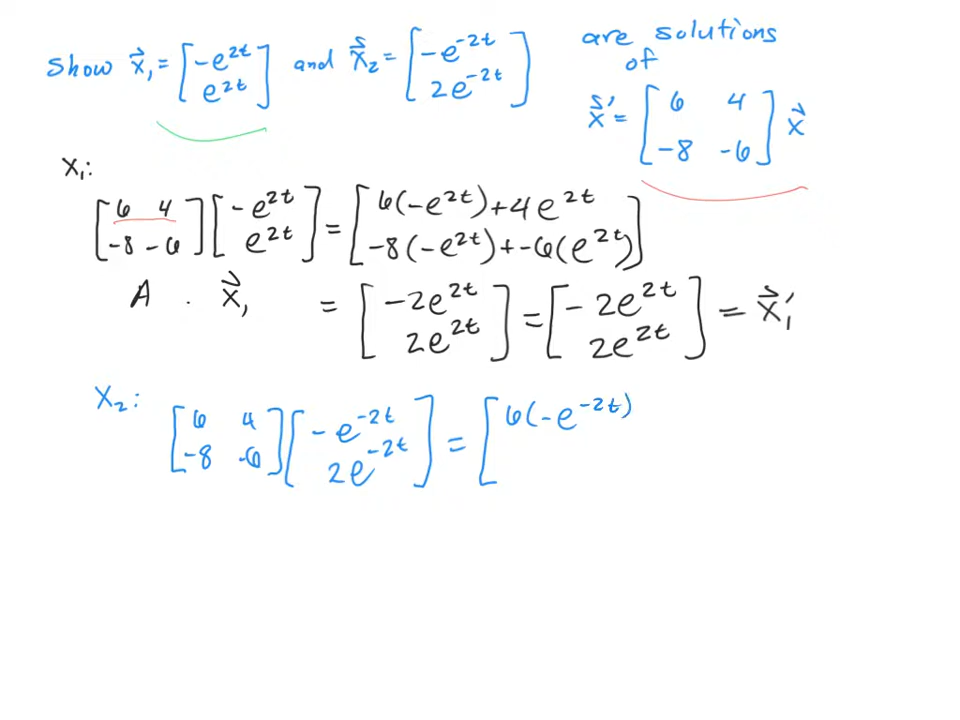 Show x⃗₁ = [-e^{2t} ; e^{2t}] and x⃗₂ = [-e^{-2t} ; 2e^{-2t}] are solutions of
x⃗' = [6 4 ; -8 -6] x⃗
X₁:
[6 4 ; -8 -6][-e^{2t} ; e^{2t}] = [6(-e^{2t})+4e^{2t} ; -8(-e^{2t})+-6(e^{2t})]
A · x⃗₁ = [-2e^{2t} ; 2e^{2t}] = [-2e^{2t} ; 2e^{2t}] = x⃗₁'
X₂:
[6 4 ; -8 -6][-e^{-2t} ; 2e^{-2t}] = [6(-e^{-2t})